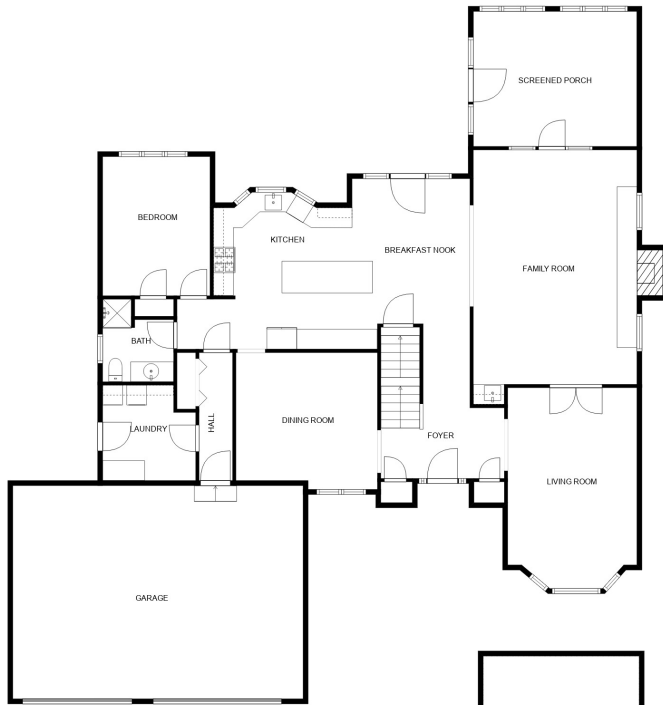 SCREENED PORCH
BEDROOM
KITCHEN
BREAKFAST NOOK
FAMILY ROOM
BATH
DINING ROOM
HALL
LAUNDRY
FOYER
LIVING ROOM
GARAGE